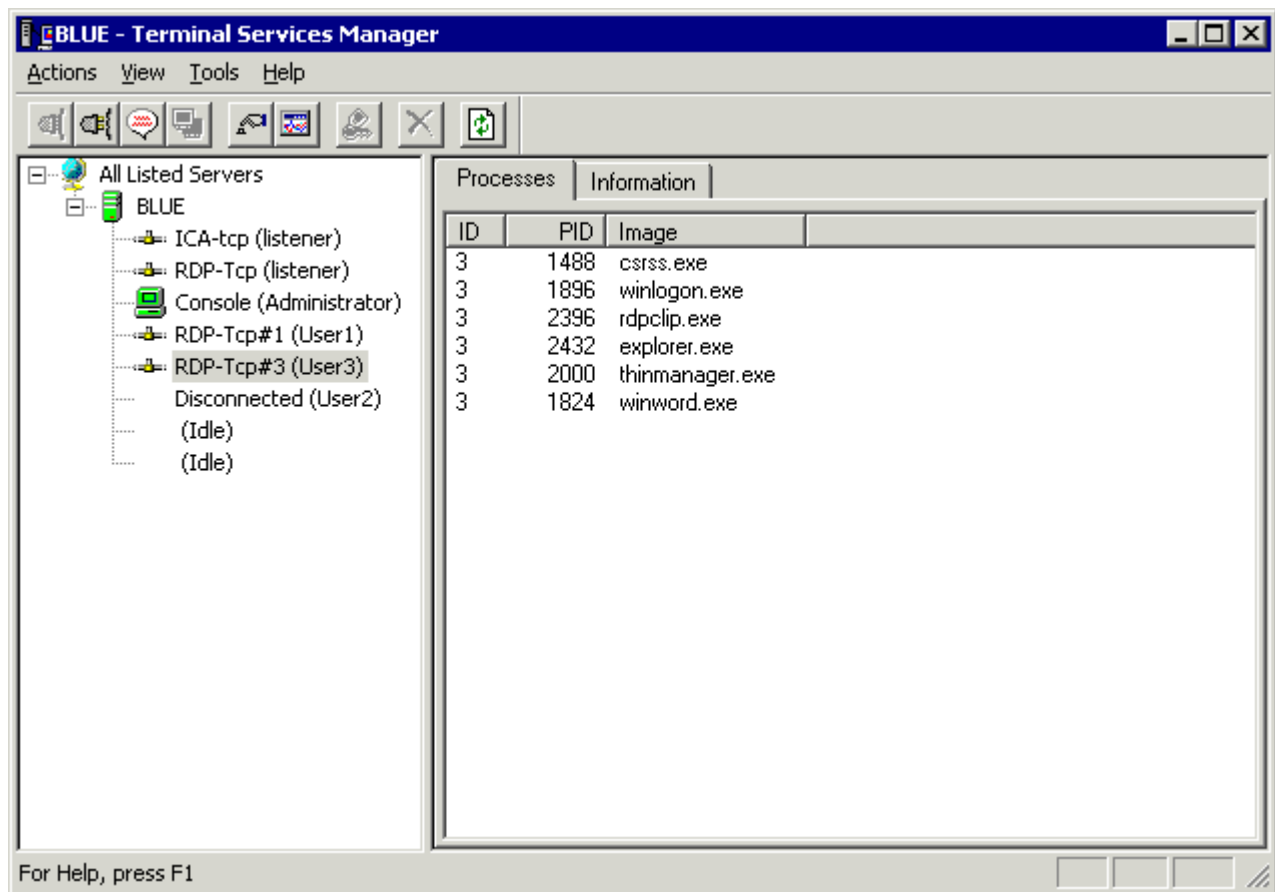 BLUE - Terminal Services Manager
Actions View Tools Help
All Listed Servers
BLUE
ICA-tcp (listener)
RDP-Tcp (listener)
Console (Administrator)
RDP-Tcp#1 (User1)
RDP-Tcp#3 (User3)
Disconnected (User2)
(Idle)
(Idle)
Processes Information
ID PID Image
3 1488 csrss.exe
3 1896 winlogon.exe
3 2396 rdpclip.exe
3 2432 explorer.exe
3 2000 thinmanager.exe
3 1824 winword.exe
For Help, press F1